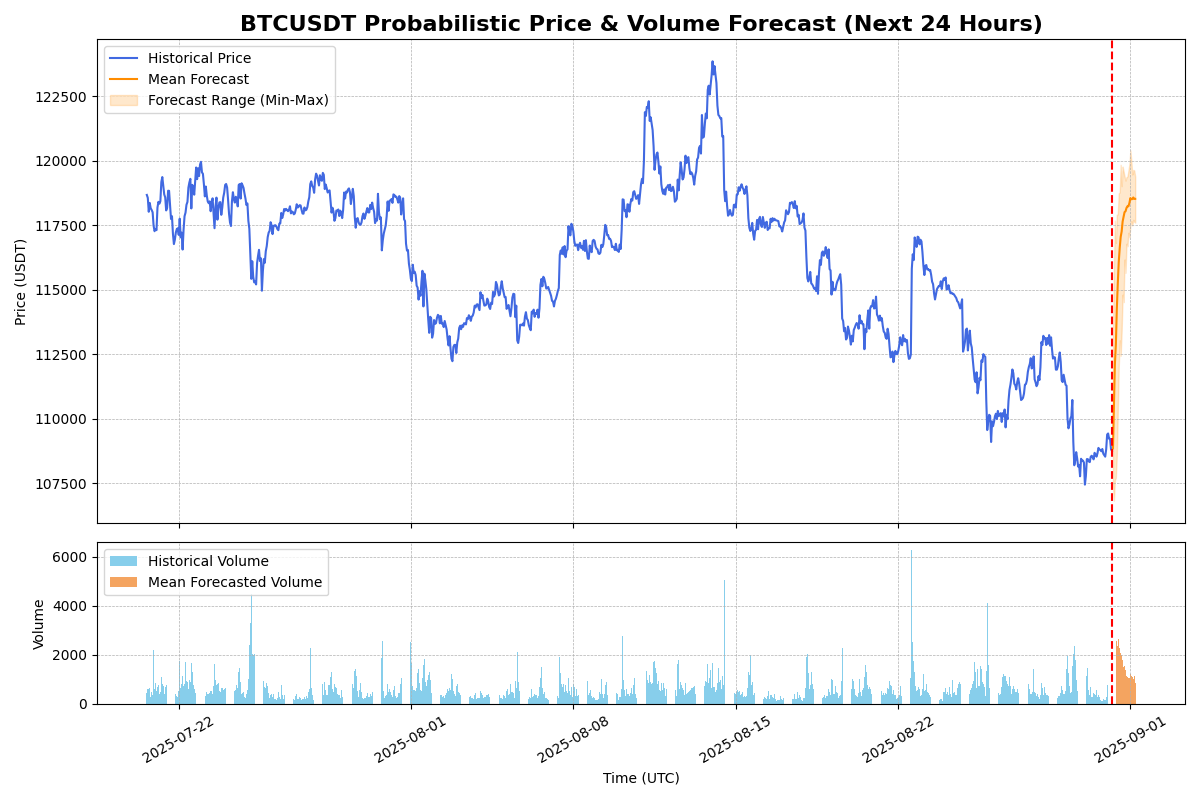 BTCUSDT Probabilistic Price & Volume Forecast (Next 24 Hours)
Historical Price
Mean Forecast
Forecast Range (Min-Max)
Price (USDT)
122500
120000
117500
115000
112500
110000
107500
Historical Volume
Mean Forecasted Volume
Volume
6000
4000
2000
0
2025-07-22
2025-08-01
2025-08-08
2025-08-15
2025-08-22
2025-09-01
Time (UTC)